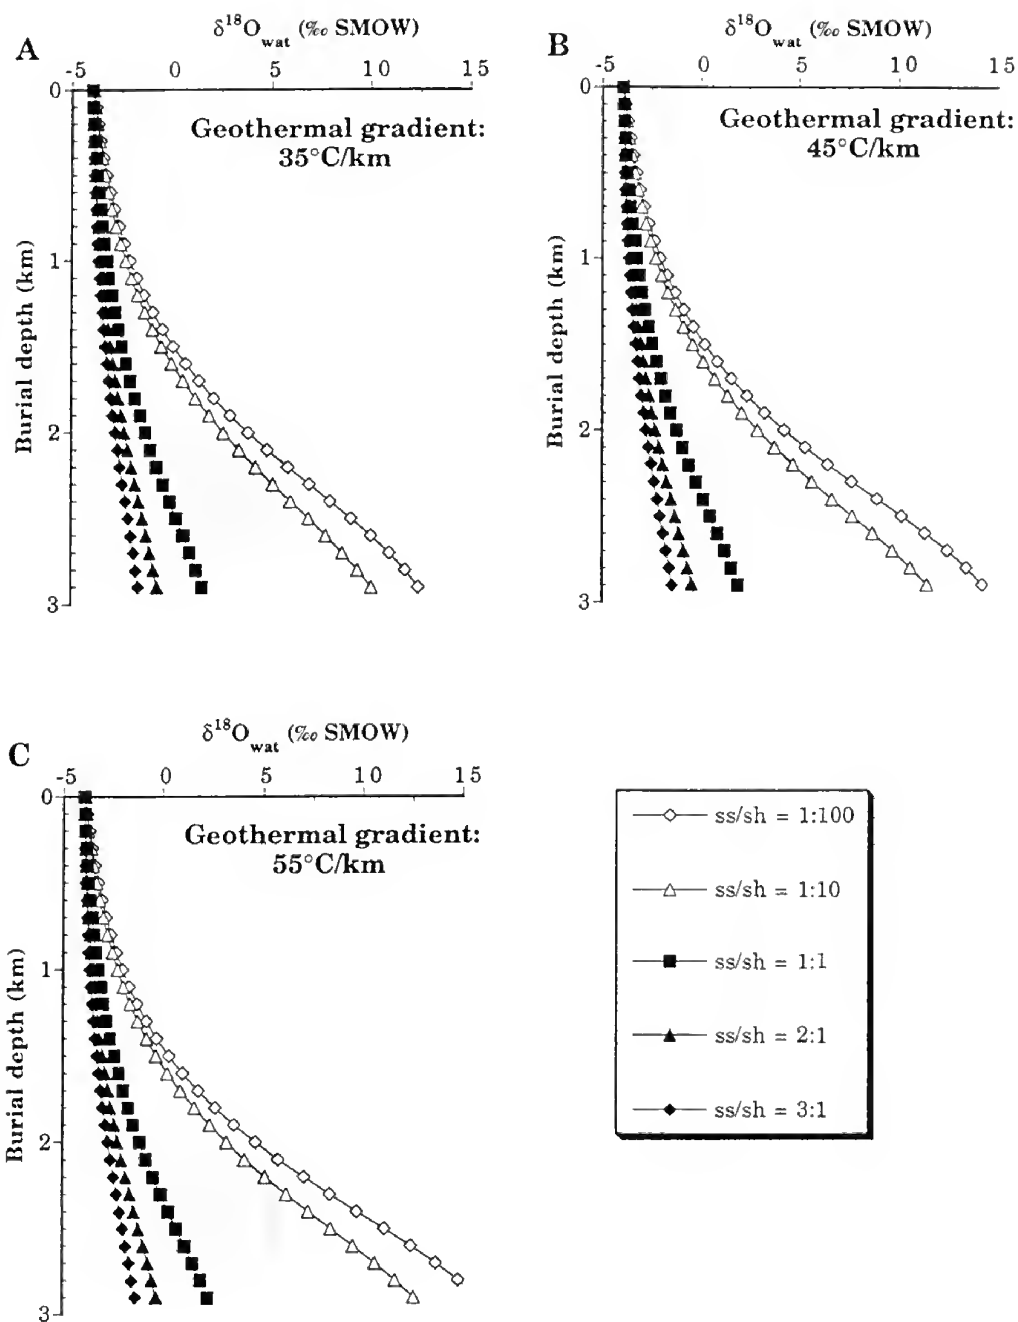 A
δ18Owat (‰ SMOW)
-5 0 5 10 15
Geothermal gradient:
35°C/km
Burial depth (km)
0
1
2
3
B
δ18Owat (‰ SMOW)
-5 0 5 10 15
Geothermal gradient:
45°C/km
Burial depth (km)
0
1
2
3
C
δ18Owat (‰ SMOW)
-5 0 5 10 15
Geothermal gradient:
55°C/km
Burial depth (km)
0
1
2
3
ss/sh = 1:100
ss/sh = 1:10
ss/sh = 1:1
ss/sh = 2:1
ss/sh = 3:1